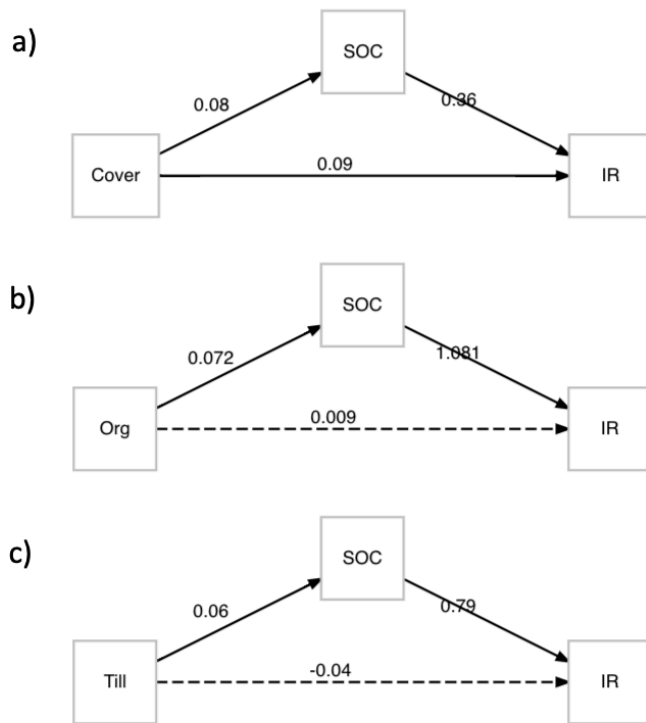 a)
SOC
0.08
0.36
Cover
0.09
IR
b)
SOC
0.072
1.081
Org
0.009
IR
c)
SOC
0.06
0.79
Till
-0.04
IR